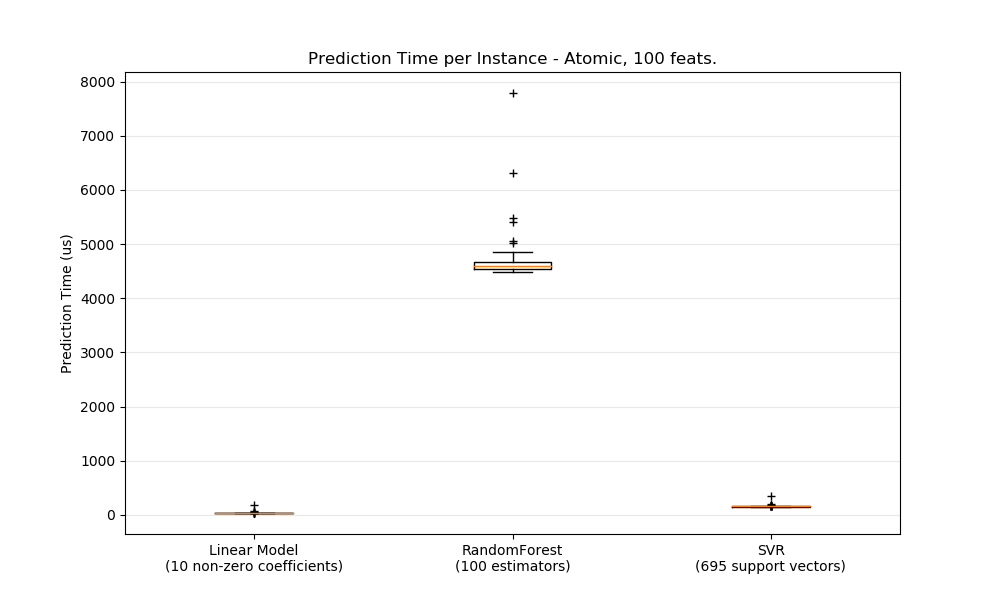 Prediction Time per Instance - Atomic, 100 feats.
8000
7000
6000
5000
4000
3000
2000
1000
0
Prediction Time (us)
Linear Model
(10 non-zero coefficients)
RandomForest
(100 estimators)
SVR
(695 support vectors)